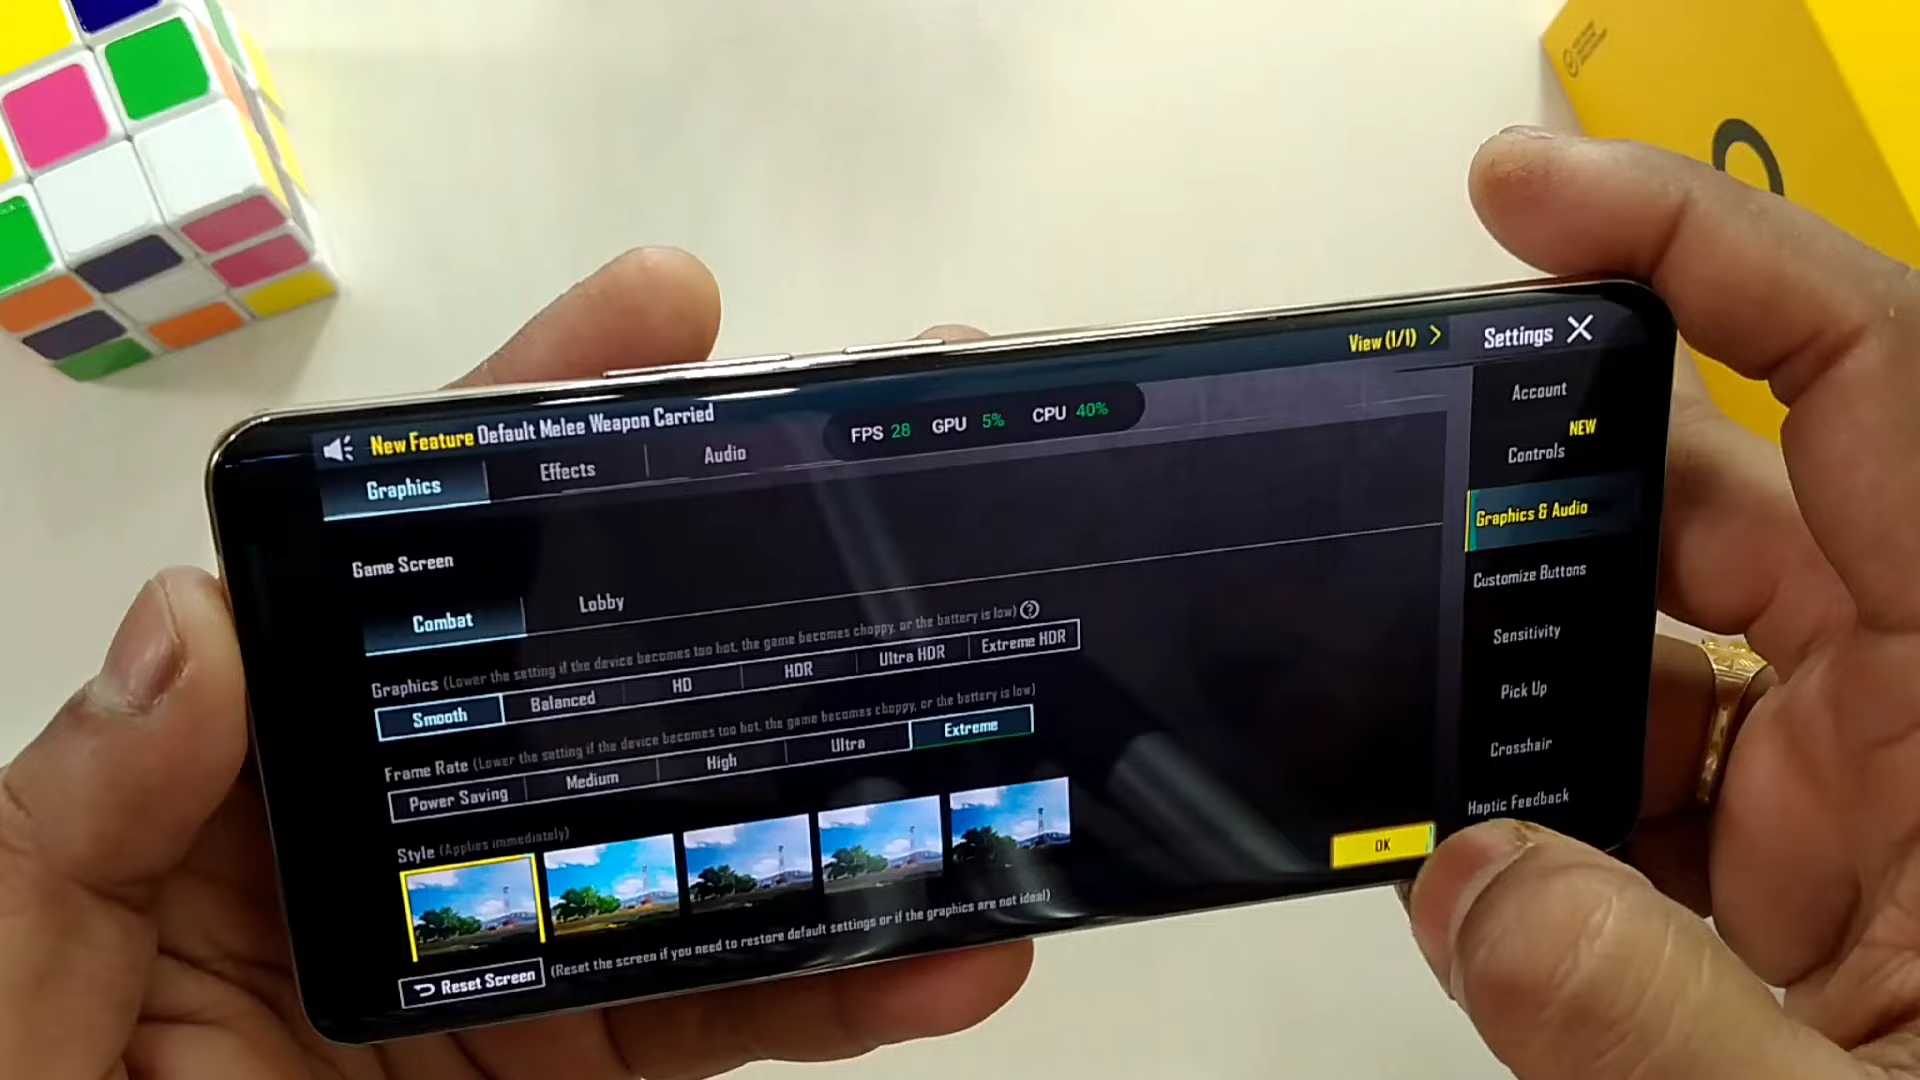 View (1/1) >
Settings X
New Feature Default Melee Weapon Carried
FPS 28 GPU 5% CPU 40%
Account
NEW
Controls
Graphics Effects Audio
Graphics & Audio
Game Screen
Customize Buttons
Combat Lobby
Sensitivity
Graphics (Lower the setting if the device becomes too hot, the game becomes choppy, or the battery is low) ?
Smooth Balanced HD HDR Ultra HDR Extreme HDR
Pick Up
Frame Rate (Lower the setting if the device becomes too hot, the game becomes choppy, or the battery is low)
Power Saving Medium High Ultra Extreme
Crosshair
Haptic Feedback
Style (Applies immediately)
OK
Reset Screen (Reset the screen if you need to restore default settings or if the graphics are not ideal)